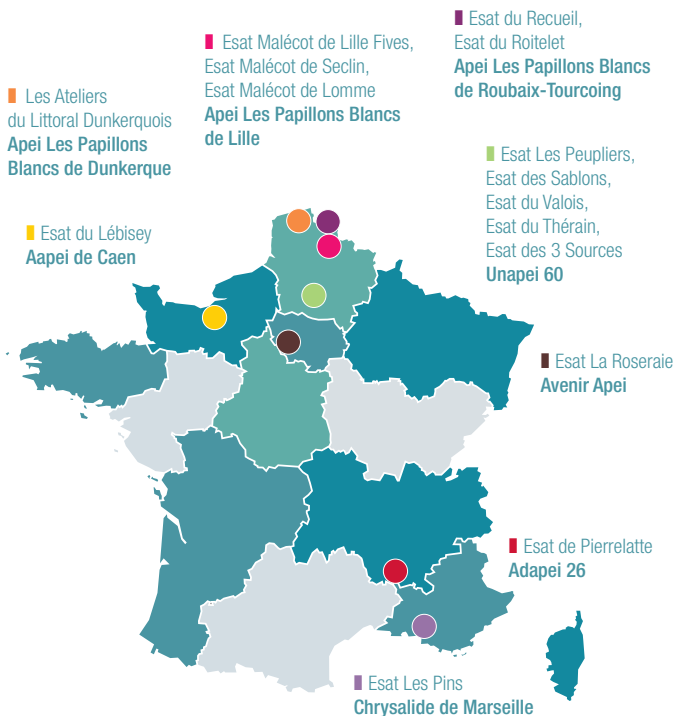 Esat du Recueil,
Esat du Roitelet
Apei Les Papillons Blancs
de Roubaix-Tourcoing
Esat Malécot de Lille Fives,
Esat Malécot de Seclin,
Esat Malécot de Lomme
Apei Les Papillons Blancs
de Lille
Les Ateliers
du Littoral Dunkerquois
Apei Les Papillons
Blancs de Dunkerque
Esat Les Peupliers,
Esat des Sablons,
Esat du Valois,
Esat du Thérain,
Esat des 3 Sources
Unapei 60
Esat du Lébisey
Aapei de Caen
Esat La Roseraie
Avenir Apei
Esat de Pierrelatte
Adapei 26
Esat Les Pins
Chrysalide de Marseille